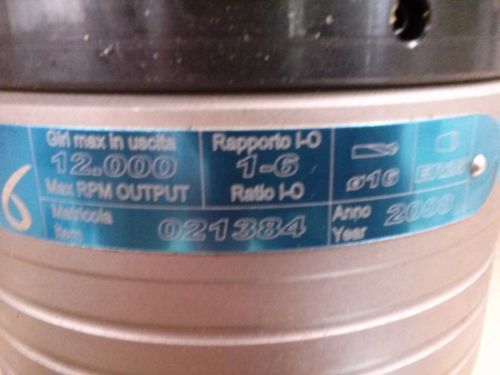 6
Giri max in uscita
12.000
Max RPM OUTPUT
Rapporto I-O
1-6
Ratio I-O
ø16
Matricola
Item
021384
Anno
Year